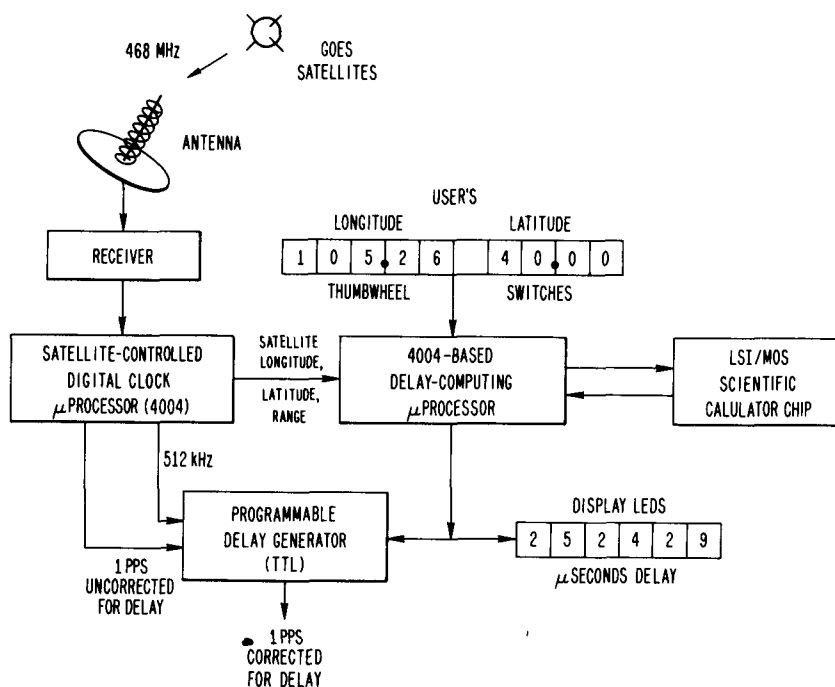 468 MHz
GOES
SATELLITES
ANTENNA
RECEIVER
USER'S
LONGITUDE LATITUDE
1 0 5.2 6 4 0.0 0
THUMBWHEEL SWITCHES
SATELLITE-CONTROLLED
DIGITAL CLOCK
μPROCESSOR (4004)
SATELLITE
LONGITUDE,
LATITUDE,
RANGE
4004-BASED
DELAY-COMPUTING
μPROCESSOR
LSI/MOS
SCIENTIFIC
CALULATOR CHIP
512 kHz
PROGRAMMABLE
DELAY GENERATOR
(TTL)
DISPLAY LEDS
2 5 2 4 2 9
μSECONDS DELAY
1 PPS
UNCORRECTED
FOR DELAY
1 PPS
CORRECTED
FOR DELAY